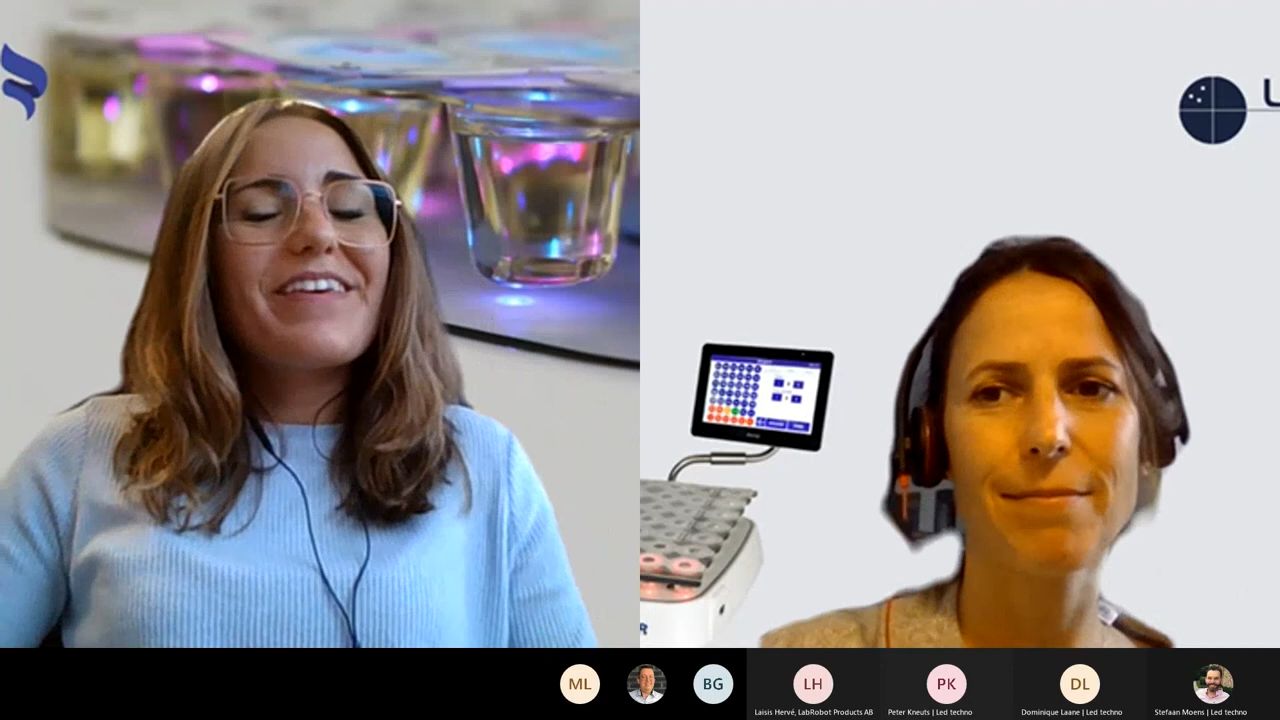 L
R
ML
BG
LH
PK
DL
Laisis Hervé, LabRobot Products AB
Peter Kneuts | Led techno
Dominique Laane | Led techno
Stefaan Moens | Led techno